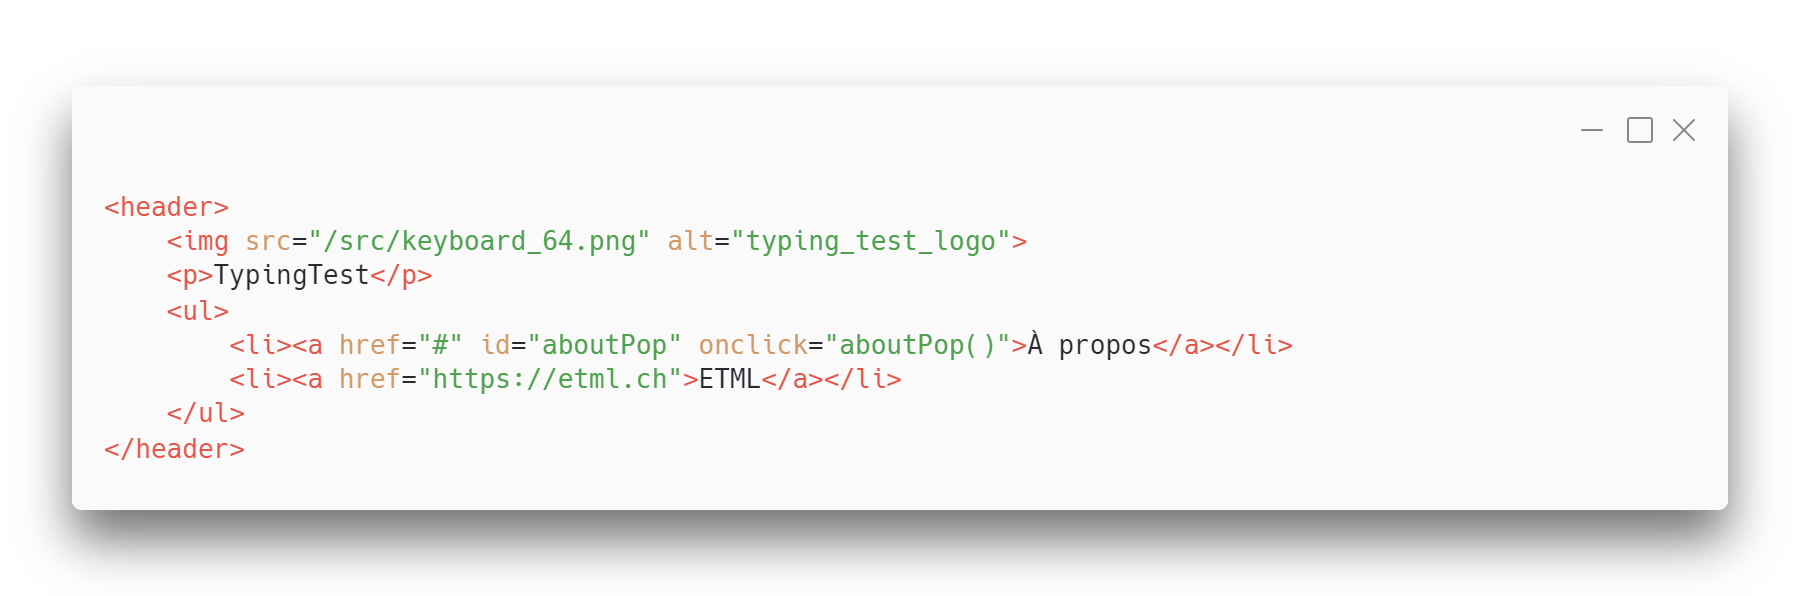 <header>
    <img src="/src/keyboard_64.png" alt="typing_test_logo">
    <p>TypingTest</p>
    <ul>
        <li><a href="#" id="aboutPop" onclick="aboutPop()">À propos</a></li>
        <li><a href="https://etml.ch">ETML</a></li>
    </ul>
</header>